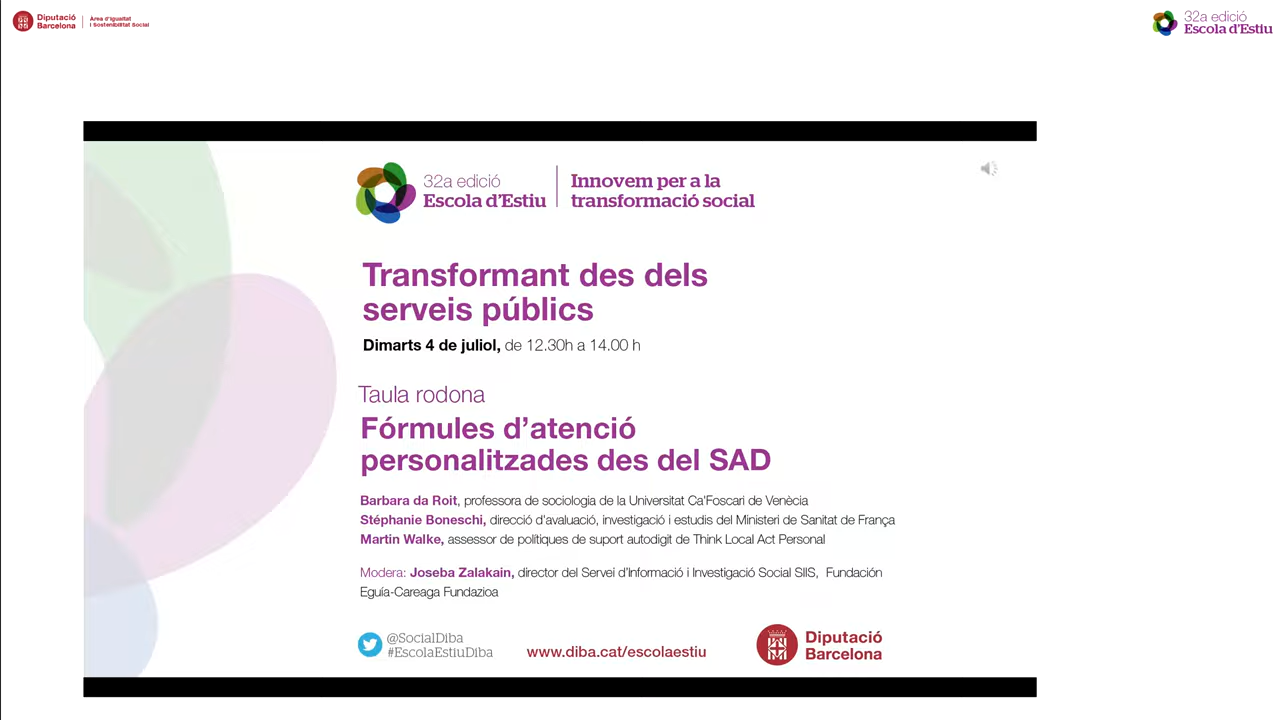 Diputació
Barcelona
Àrea d'Igualtat
i Sostenibilitat Social
32a edició
Escola d'Estiu
32a edició
Escola d'Estiu
Innovem per a la
transformació social
Transformant des dels
serveis públics
Dimarts 4 de juliol, de 12.30h a 14.00 h
Taula rodona
Fórmules d'atenció
personalitzades des del SAD
Barbara da Roit, professora de sociologia de la Universitat Ca'Foscari de Venècia
Stéphanie Boneschi, direcció d'avaluació, investigació i estudis del Ministeri de Sanitat de França
Martin Walke, assessor de polítiques de suport autodigit de Think Local Act Personal
Modera: Joseba Zalakain, director del Servei d'Informació i Investigació Social SIIS, Fundación
Eguía-Careaga Fundazioa
@SocialDiba
#EscolaEstiuDiba
www.diba.cat/escolaestiu
Diputació
Barcelona